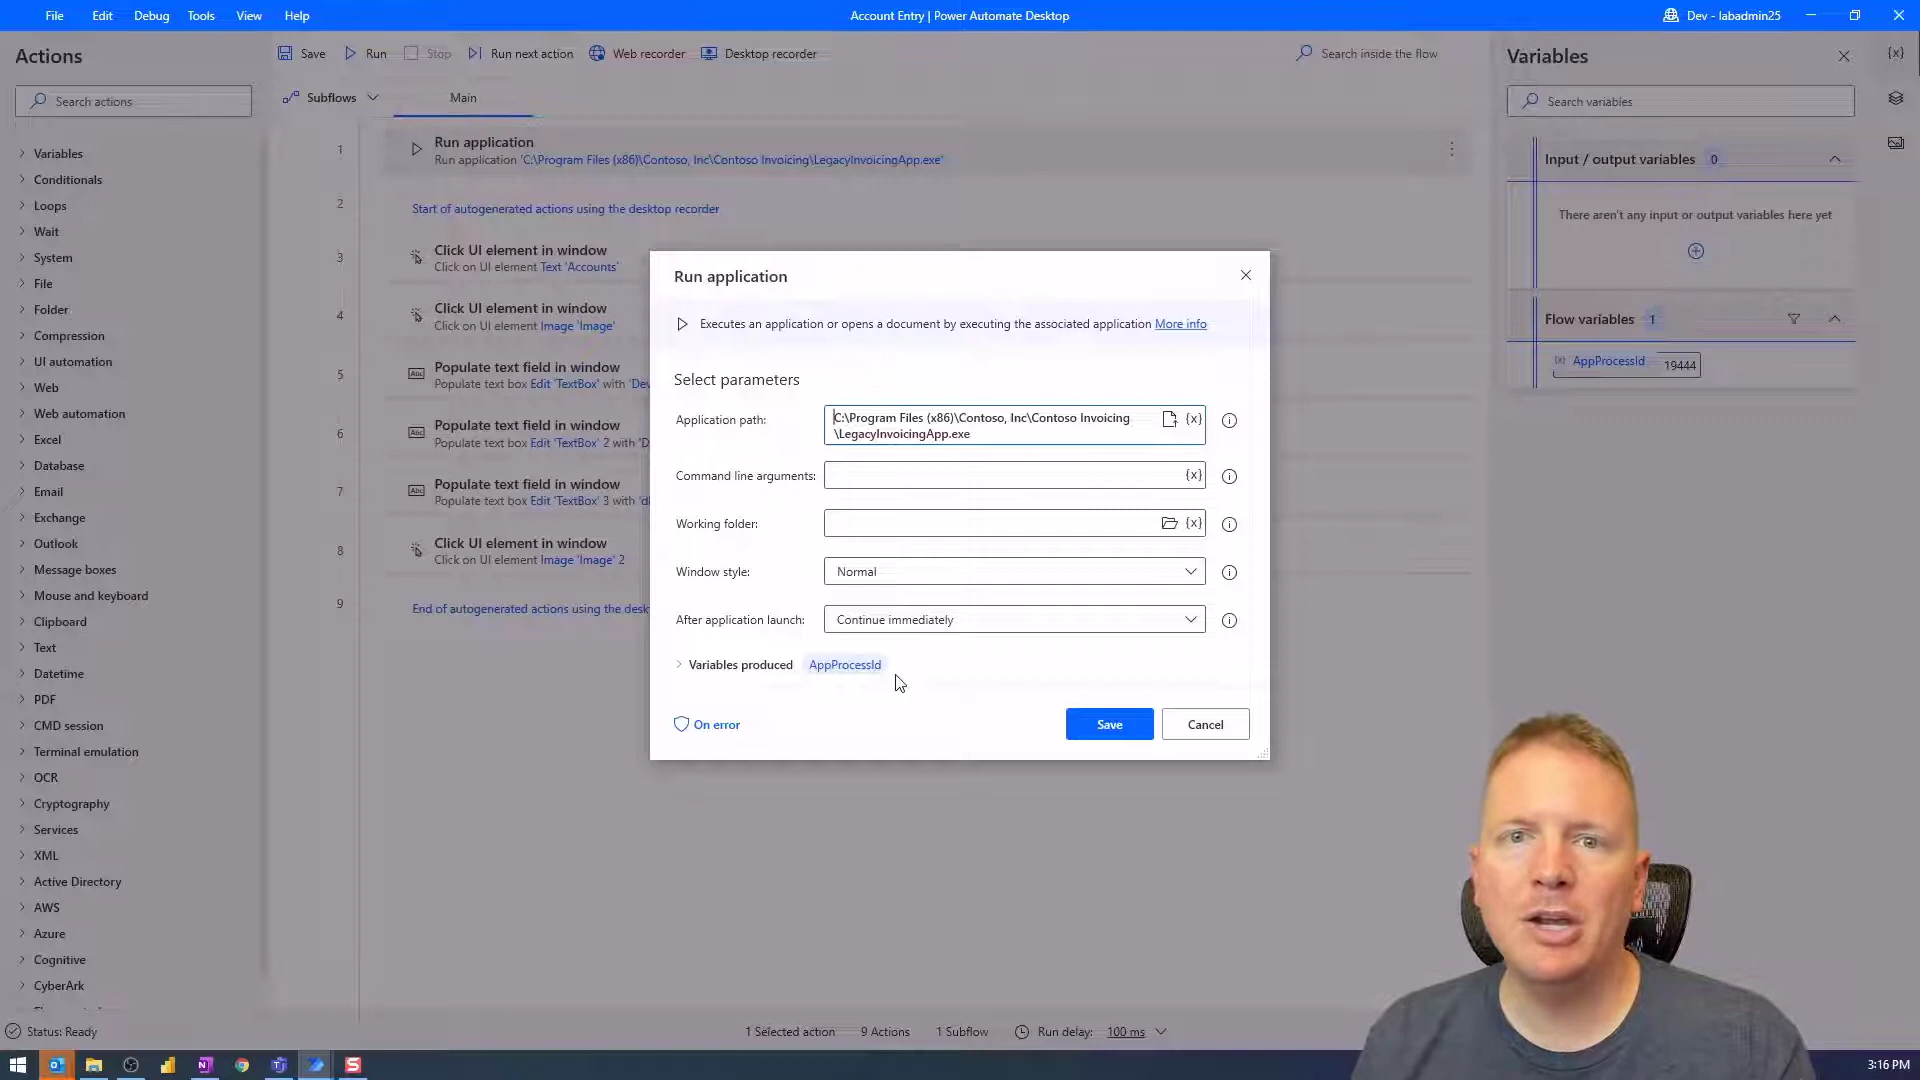 File Edit Debug Tools View Help
Account Entry | Power Automate Desktop
Dev - labadmin25
Actions
Search actions
Variables
Conditionals
Loops
Wait
System
File
Folder
Compression
UI automation
Web
Web automation
Excel
Database
Email
Exchange
Outlook
Message boxes
Mouse and keyboard
Clipboard
Text
Datetime
PDF
CMD session
Terminal emulation
OCR
Cryptography
Services
XML
Active Directory
AWS
Azure
Cognitive
CyberArk
Save Run Stop Run next action Web recorder Desktop recorder
Search inside the flow
Subflows Main
1 Run application
Run application 'C:\Program Files (x86)\Contoso, Inc\Contoso Invoicing\LegacyInvoicingApp.exe'
2 Start of autogenerated actions using the desktop recorder
3 Click UI element in window
Click on UI element Text 'Accounts'
4 Click UI element in window
Click on UI element Image 'Image'
5 Populate text field in window
Populate text box Edit 'TextBox' with 'Dev
6 Populate text field in window
Populate text box Edit 'TextBox' 2 with 'D
7 Populate text field in window
Populate text box Edit 'TextBox' 3 with 'd
8 Click UI element in window
Click on UI element Image 'Image' 2
9 End of autogenerated actions using the desk
Run application
Executes an application or opens a document by executing the associated application More info
Select parameters
Application path:
C:\Program Files (x86)\Contoso, Inc\Contoso Invoicing
\LegacyInvoicingApp.exe
{x}
Command line arguments:
{x}
Working folder:
{x}
Window style: Normal
After application launch: Continue immediately
Variables produced AppProcessId
On error
Save Cancel
Variables
{x}
Search variables
Input / output variables 0
There aren't any input or output variables here yet
Flow variables 1
{x} AppProcessId 19444
Status: Ready
1 Selected action 9 Actions 1 Subflow Run delay: 100 ms
3:16 PM